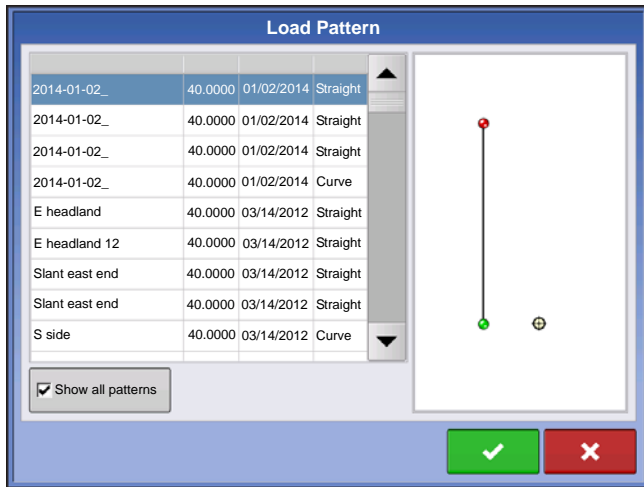 Load Pattern
2014-01-02_ 40.0000 01/02/2014 Straight
2014-01-02_ 40.0000 01/02/2014 Straight
2014-01-02_ 40.0000 01/02/2014 Straight
2014-01-02_ 40.0000 01/02/2014 Curve
E headland 40.0000 03/14/2012 Straight
E headland 12 40.0000 03/14/2012 Straight
Slant east end 40.0000 03/14/2012 Straight
Slant east end 40.0000 03/14/2012 Straight
S side 40.0000 03/14/2012 Curve
Show all patterns